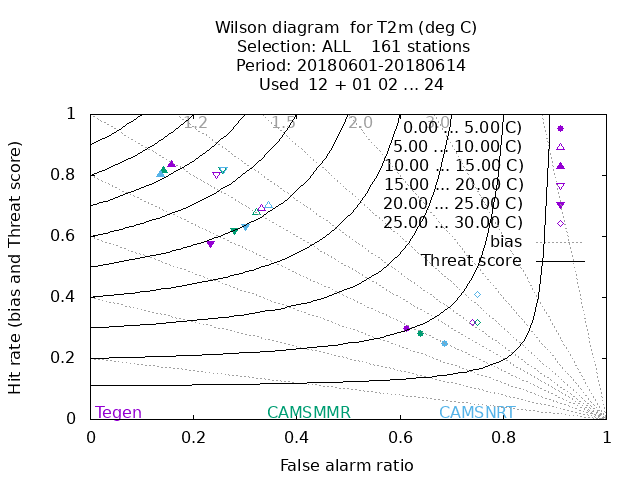 Wilson diagram  for T2m (deg C)
Selection: ALL    161 stations
Period: 20180601-20180614
Used  12 + 01 02 ... 24
1.2 1.5 2.0 3.0
0.00 ... 5.00 C)
5.00 ... 10.00 C)
10.00 ... 15.00 C)
15.00 ... 20.00 C)
20.00 ... 25.00 C)
25.00 ... 30.00 C)
bias
Threat score
Hit rate (bias and Threat score)
1
0.8
0.6
0.4
0.2
0
Tegen CAMSMMR CAMSNRT
0 0.2 0.4 0.6 0.8 1
False alarm ratio